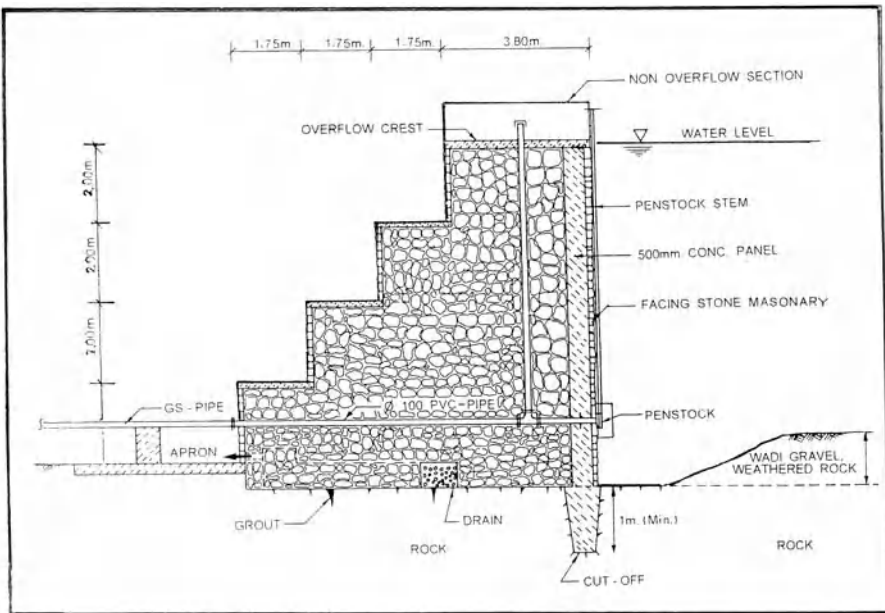 1.75m. 1.75m. 1.75m 3.80m.
NON OVERFLOW SECTION
OVERFLOW CREST
WATER LEVEL
2.00m
PENSTOCK STEM
500mm. CONC. PANEL
2.00m
FACING STONE MASONARY
2.00m
GS-PIPE
Ø 100 PVC-PIPE
PENSTOCK
APRON
WADI GRAVEL,
WEATHERED ROCK
GROUT
DRAIN
1m. (Min.)
ROCK
ROCK
CUT-OFF